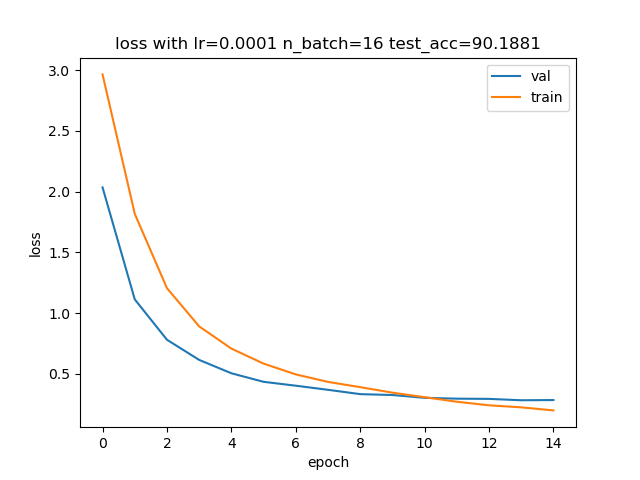 loss with lr=0.0001 n_batch=16 test_acc=90.1881
val
train
3.0
2.5
2.0
1.5
1.0
0.5
loss
0 2 4 6 8 10 12 14
epoch